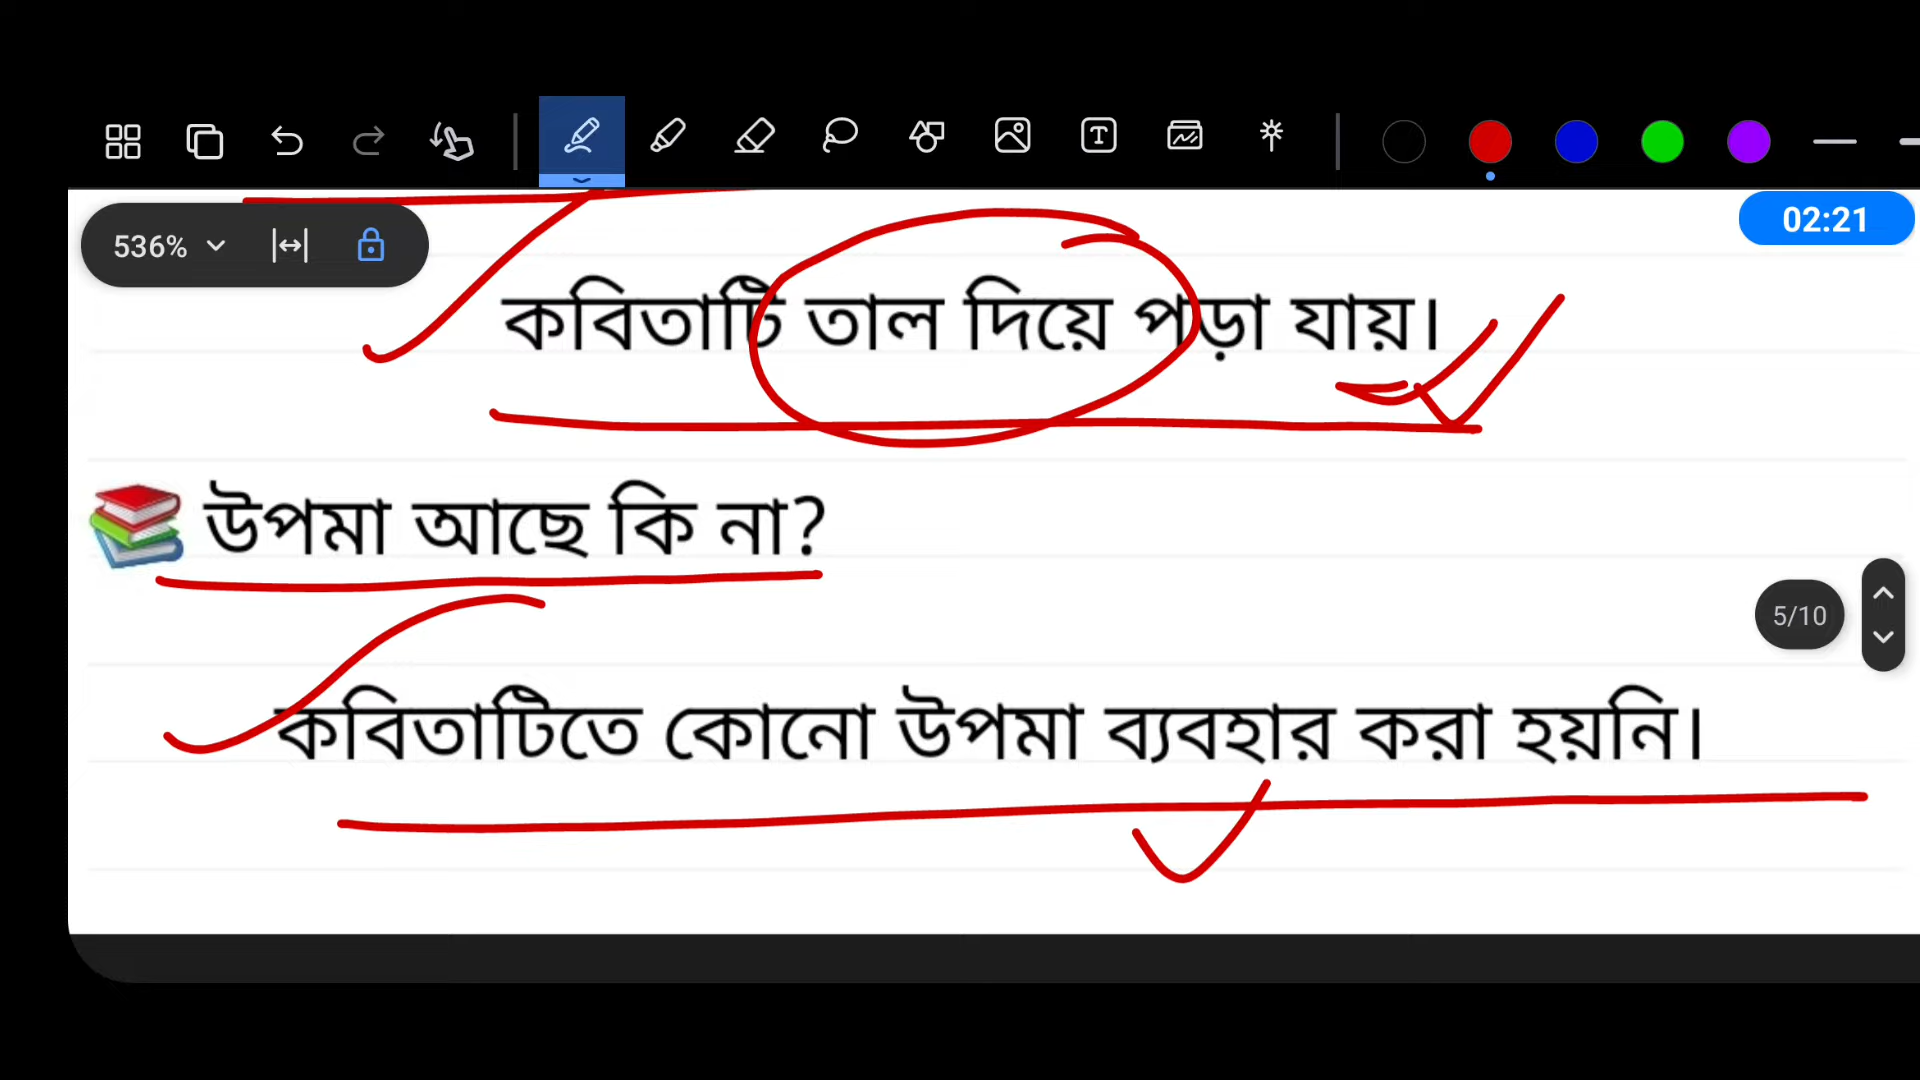 536%
02:21
কবিতাটি তাল দিয়ে পড়া যায়।
উপমা আছে কি না?
5/10
কবিতাটিতে কোনো উপমা ব্যবহার করা হয়নি।